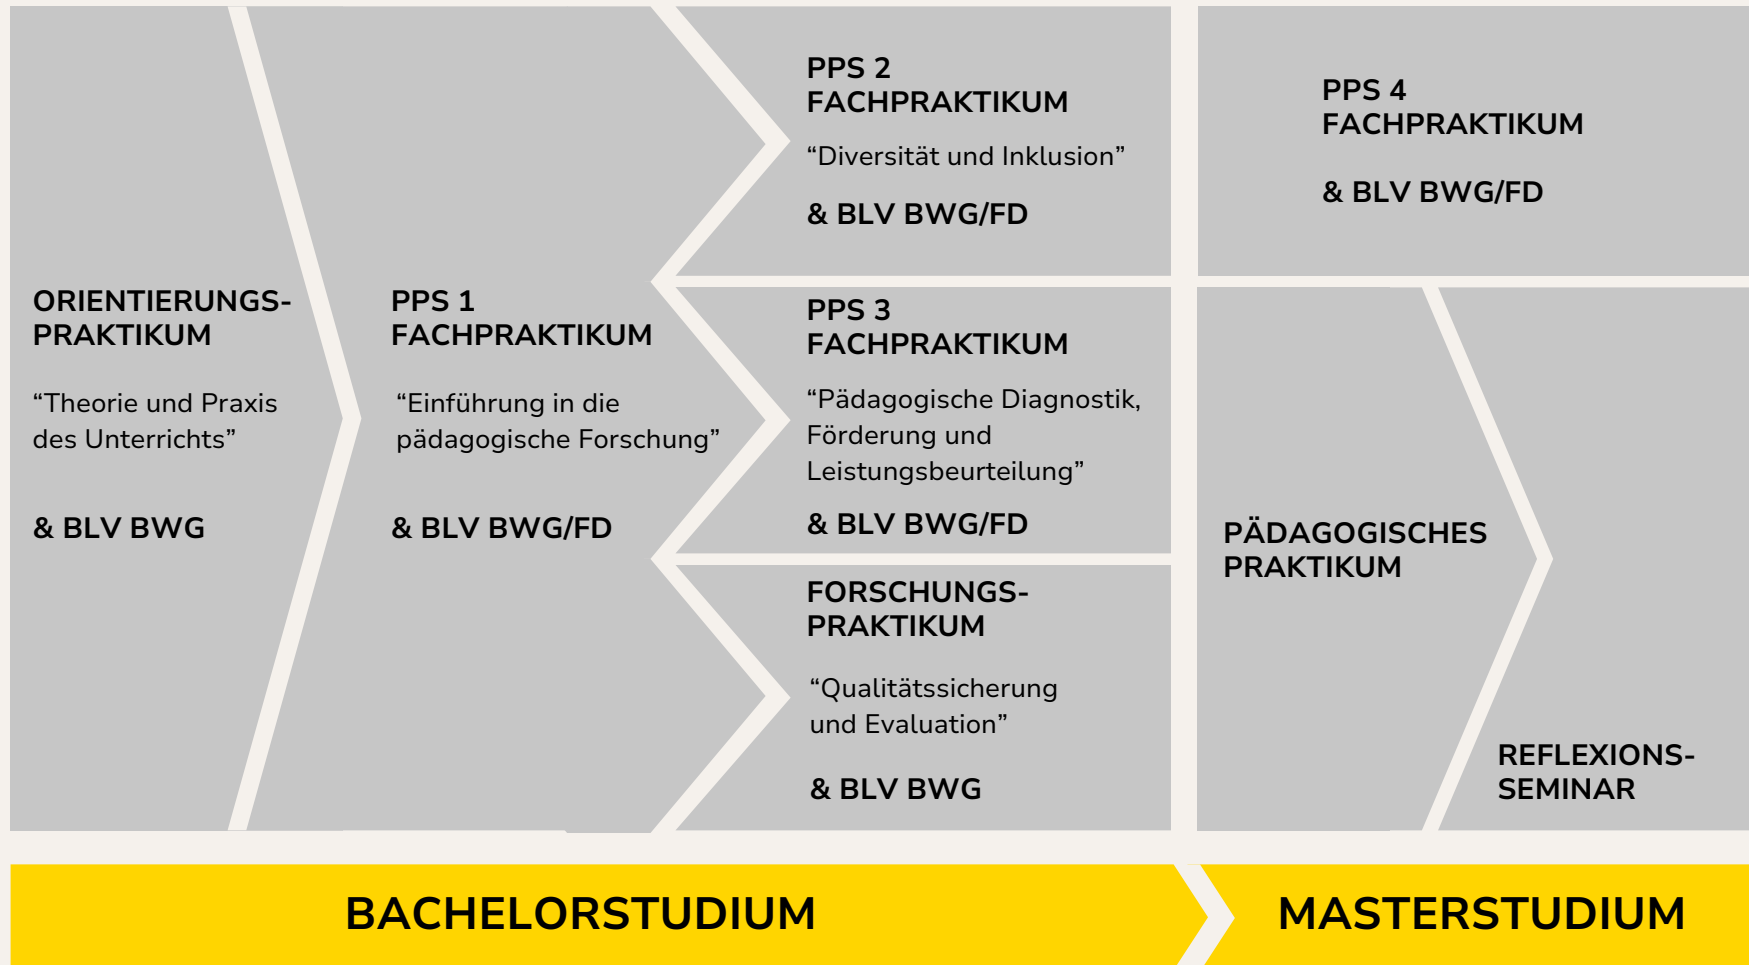 ORIENTIERUNGS-
PRAKTIKUM
“Theorie und Praxis
des Unterrichts”
& BLV BWG
PPS 1
FACHPRAKTIKUM
“Einführung in die
pädagogische Forschung”
& BLV BWG/FD
PPS 2
FACHPRAKTIKUM
“Diversität und Inklusion”
& BLV BWG/FD
PPS 3
FACHPRAKTIKUM
“Pädagogische Diagnostik,
Förderung und
Leistungsbeurteilung”
& BLV BWG/FD
FORSCHUNGS-
PRAKTIKUM
“Qualitätssicherung
und Evaluation”
& BLV BWG
PPS 4
FACHPRAKTIKUM
& BLV BWG/FD
PÄDAGOGISCHES
PRAKTIKUM
REFLEXIONS-
SEMINAR
BACHELORSTUDIUM
MASTERSTUDIUM